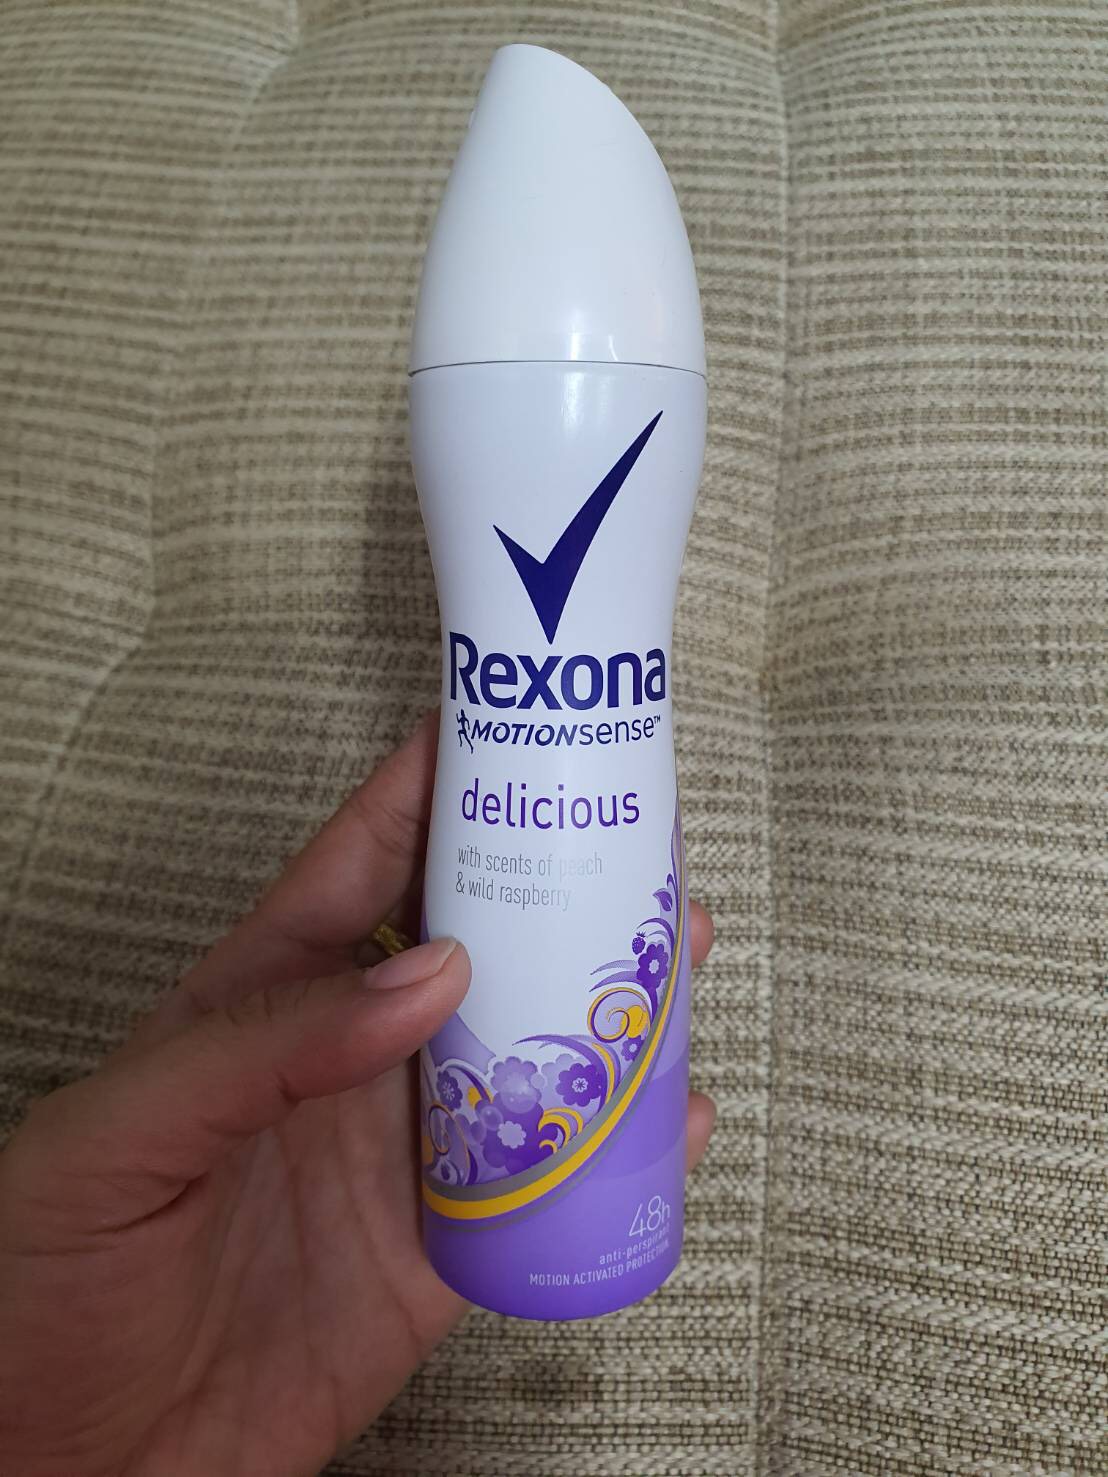 Rexona
MOTIONsense™
delicious
with scents of peach
& wild raspberry
48h
anti-perspirant
MOTION ACTIVATED PROTECTION